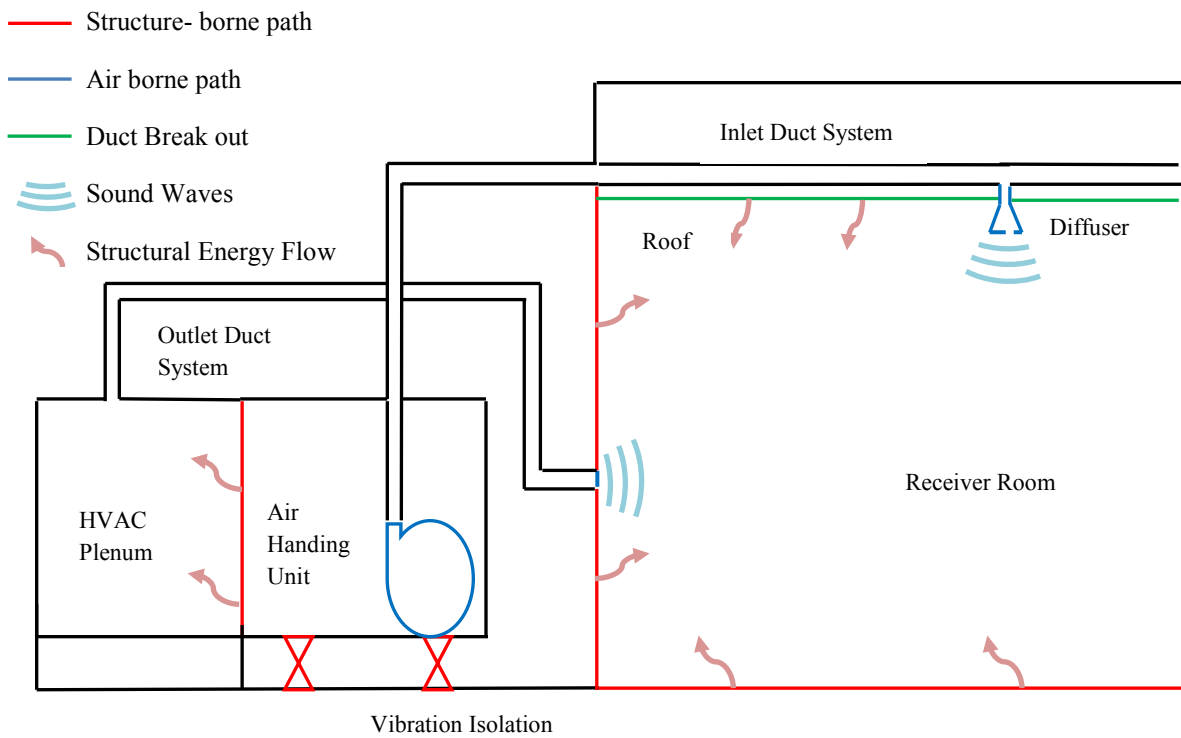 Structure- borne path
Air borne path
Duct Break out
Sound Waves
Structural Energy Flow
Inlet Duct System
Roof
Diffuser
Outlet Duct
System
Receiver Room
HVAC
Plenum
Air
Handing
Unit
Vibration Isolation